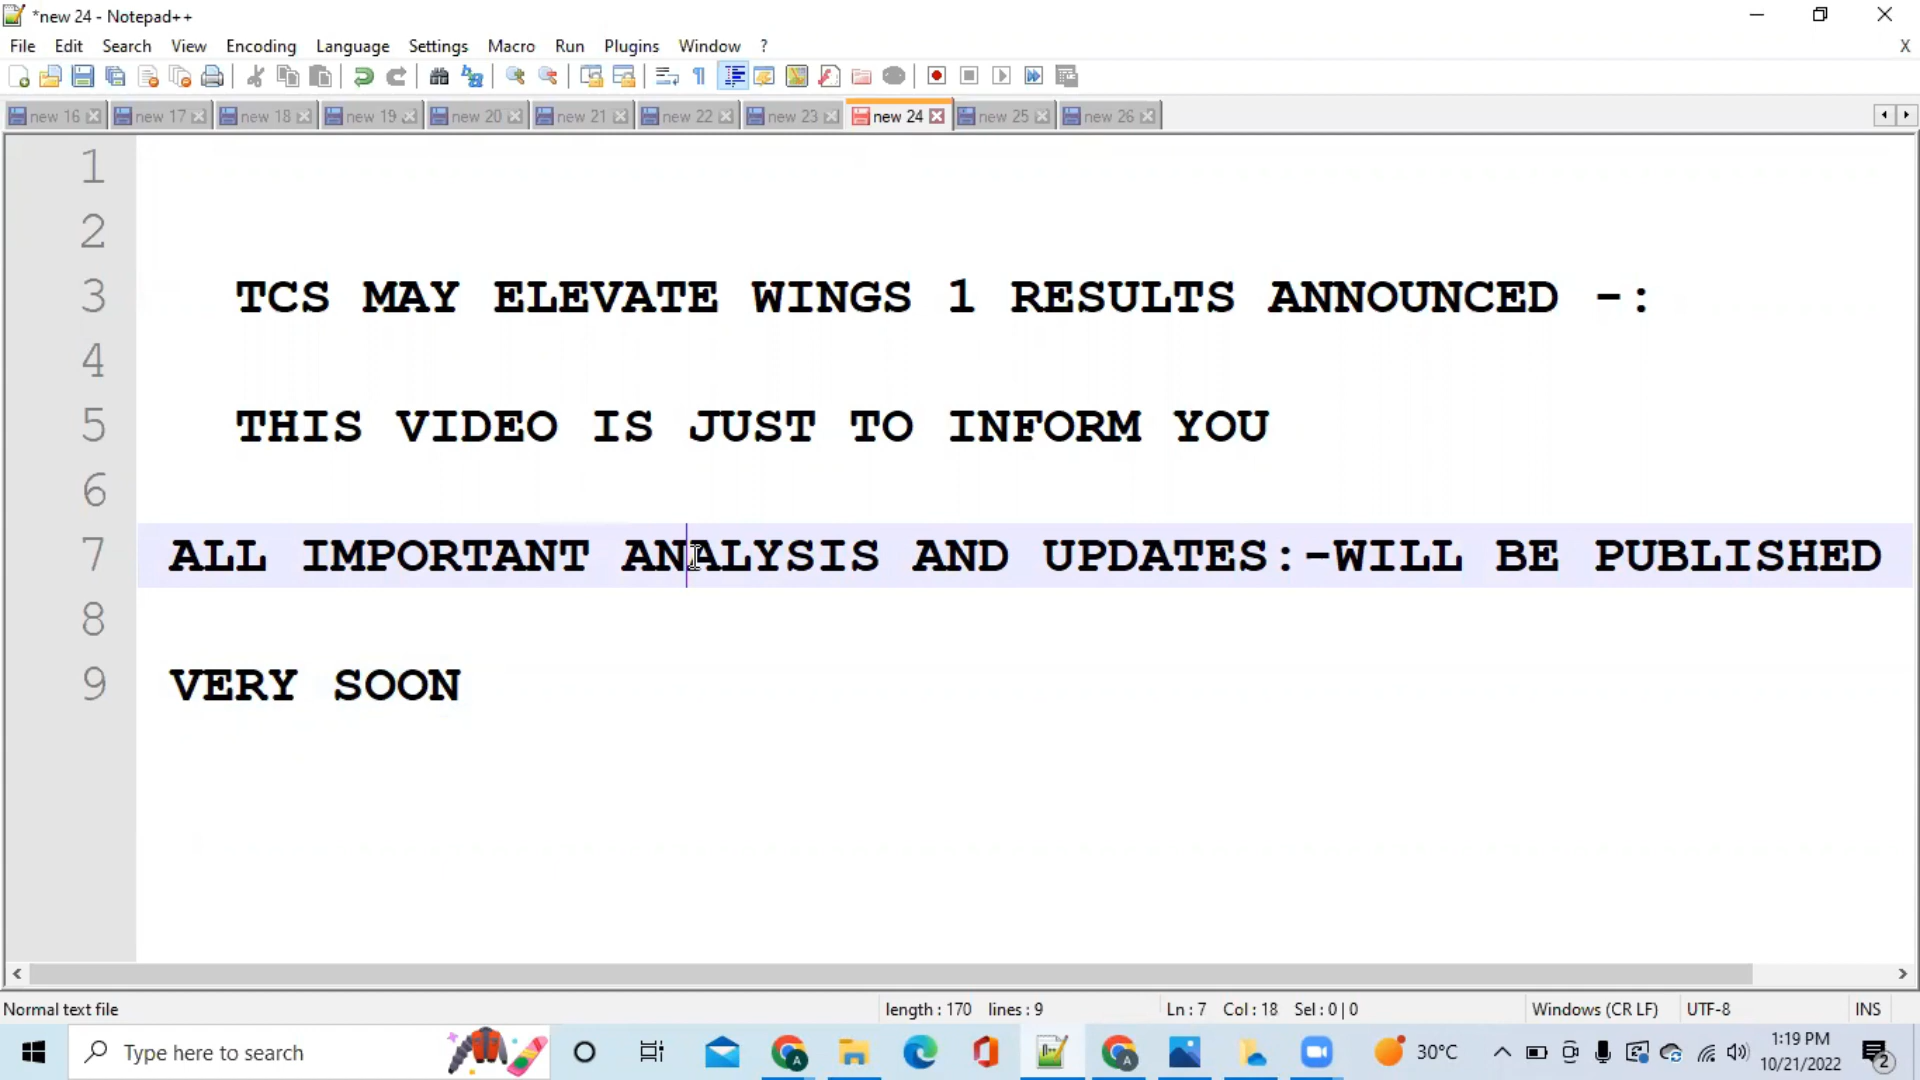 *new 24 - Notepad++
File Edit Search View Encoding Language Settings Macro Run Plugins Window ? X
new 16 new 17 new 18 new 19 new 20 new 21 new 22 new 23 new 24 new 25 new 26
1
2
3 TCS MAY ELEVATE WINGS 1 RESULTS ANNOUNCED -:
4
5 THIS VIDEO IS JUST TO INFORM YOU
6
7 ALL IMPORTANT ANALYSIS AND UPDATES:-WILL BE PUBLISHED
8
9 VERY SOON
Normal text file length : 170 lines : 9 Ln : 7 Col : 18 Sel : 0 | 0 Windows (CR LF) UTF-8 INS
Type here to search 30°C 1:19 PM
10/21/2022 2